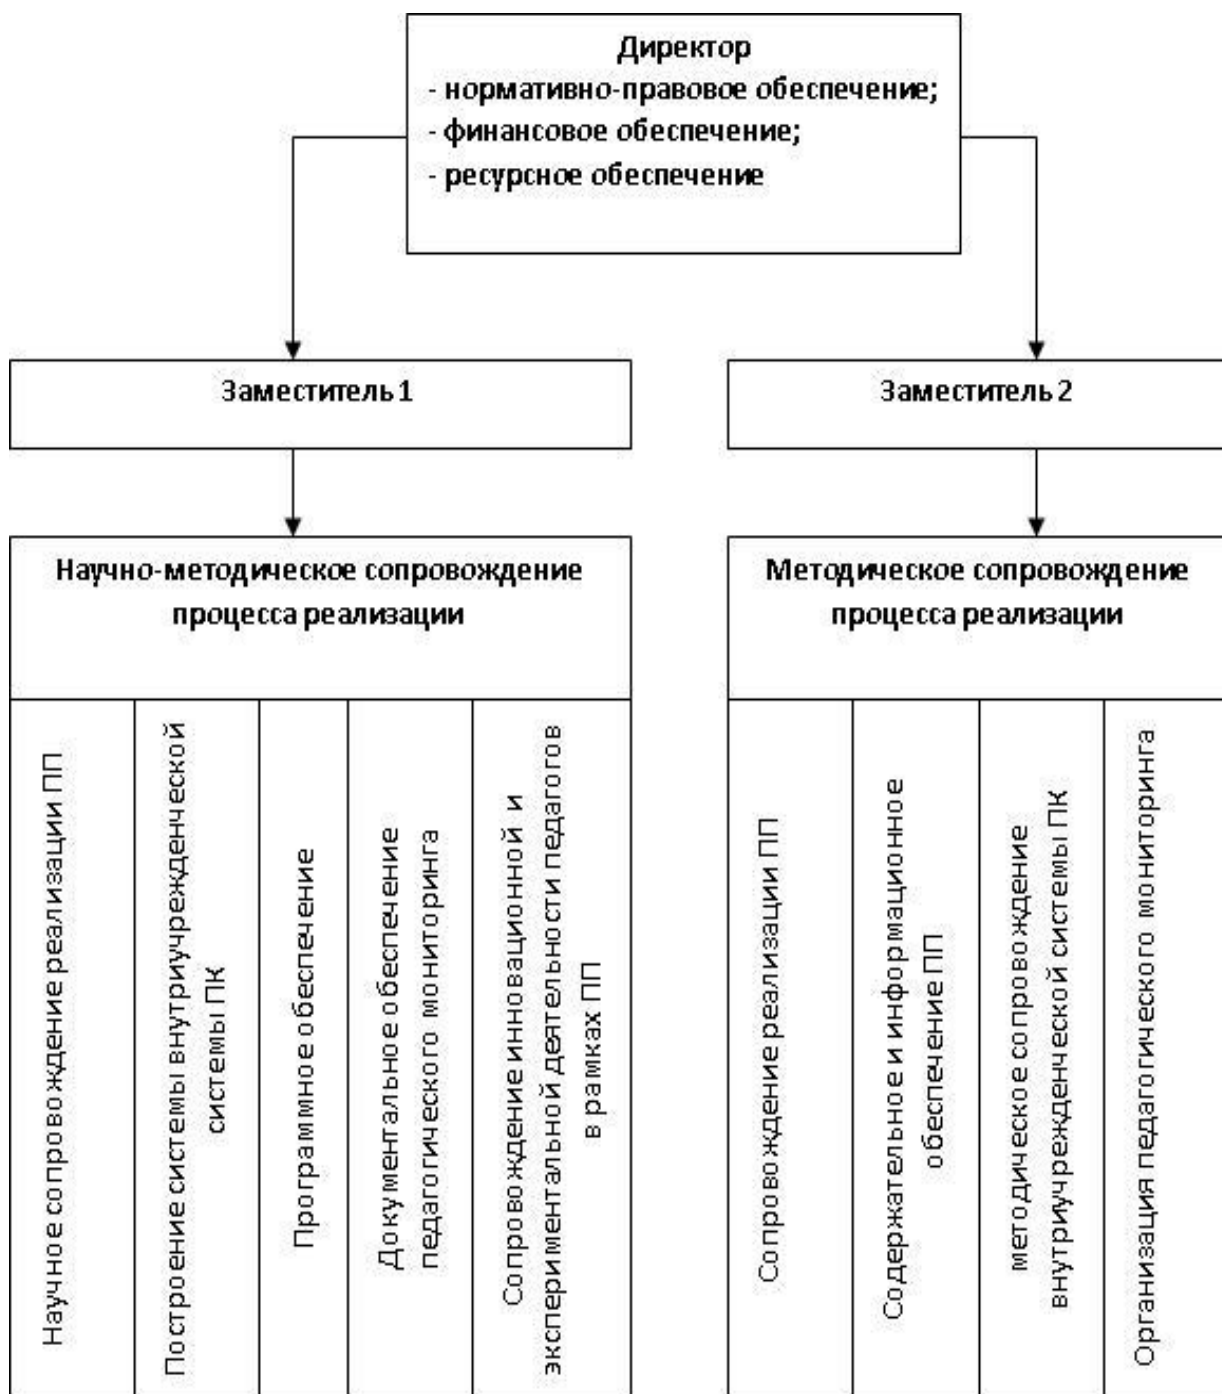 Директор
- нормативно-правовое обеспечение;
- финансовое обеспечение;
- ресурсное обеспечение
Заместитель 1
Заместитель 2
Научно-методическое сопровождение
процесса реализации
Методическое сопровождение
процесса реализации
Научное сопровождение реализации ПП
Построение системы внутриучрежденческой
системы ПК
Программное обеспечение
Документальное обеспечение
педагогического мониторинга
Сопровождение инновационной и
экспериментальной деятельности педагогов
в рамках ПП
Сопровождение реализации ПП
Содержательное и информационное
обеспечение ПП
методическое сопровождение
внутриучрежденческой системы ПК
Организация педагогического мониторинга